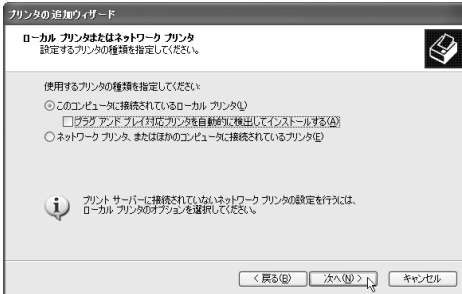 プリンタの追加ウィザード
ローカル プリンタまたはネットワーク プリンタ
設定するプリンタの種類を指定してください。
使用するプリンタの種類を指定してください:
このコンピュータに接続されているローカル プリンタ(L)
プラグ アンド プレイ対応プリンタを自動的に検出してインストールする(A)
ネットワーク プリンタ、またはほかのコンピュータに接続されているプリンタ(E)
プリント サーバーに接続されていないネットワーク プリンタの設定を行うには、
ローカル プリンタのオプションを選択してください。
< 戻る(B)
次へ(N) >
キャンセル